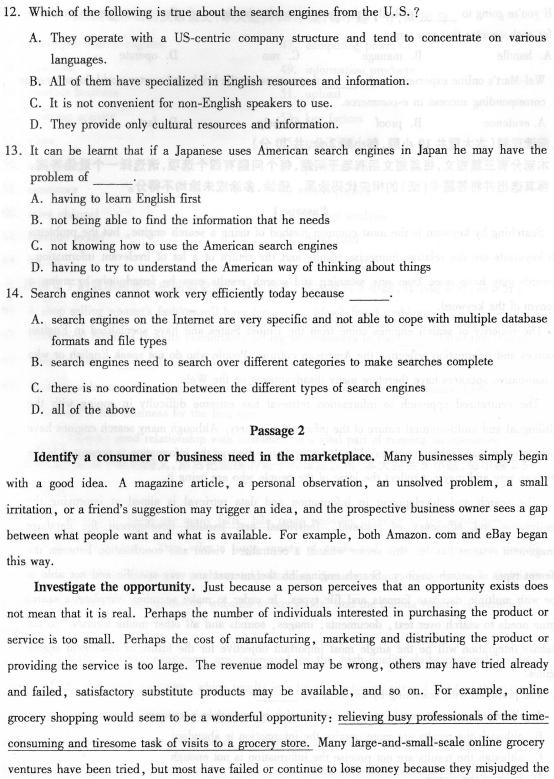 12. Which of the following is true about the search engines from the U. S. ?
A. They operate with a US-centric company structure and tend to concentrate on various
languages.
B. All of them have specialized in English resources and information.
C. It is not convenient for non-English speakers to use.
D. They provide only cultural resources and information.
13. It can be learnt that if a Japanese uses American search engines in Japan he may have the
problem of ______.
A. having to learn English first
B. not being able to find the information that he needs
C. not knowing how to use the American search engines
D. having to try to understand the American way of thinking about things
14. Search engines cannot work very efficiently today because ______.
A. search engines on the Internet are very specific and not able to cope with multiple database
formats and file types
B. search engines need to search over different categories to make searches complete
C. there is no coordination between the different types of search engines
D. all of the above
Passage 2
Identify a consumer or business need in the marketplace. Many businesses simply begin
with a good idea. A magazine article, a personal observation, an unsolved problem, a small
irritation, or a friend's suggestion may trigger an idea, and the prospective business owner sees a gap
between what people want and what is available. For example, both Amazon. com and eBay began
this way.
Investigate the opportunity. Just because a person perceives that an opportunity exists does
not mean that it is real. Perhaps the number of individuals interested in purchasing the product or
service is too small. Perhaps the cost of manufacturing, marketing and distributing the product or
providing the service is too large. The revenue model may be wrong, others may have tried already
and failed, satisfactory substitute products may be available, and so on. For example, online
grocery shopping would seem to be a wonderful opportunity: relieving busy professionals of the time-
consuming and tiresome task of visits to a grocery store. Many large-and-small-scale online grocery
ventures have been tried, but most have failed or continue to lose money because they misjudged the